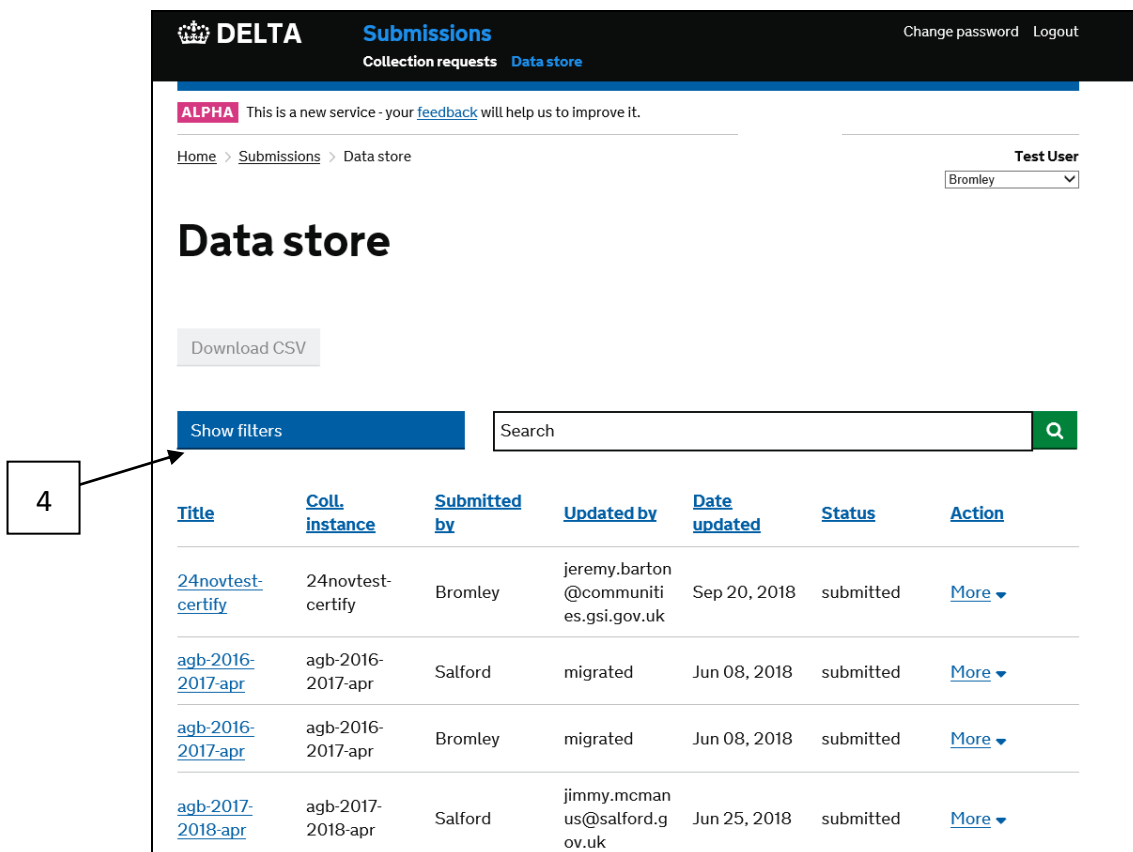 DELTA Submissions Change password Logout
Collection requests Data store
ALPHA This is a new service - your feedback will help us to improve it.
Home > Submissions > Data store Test User
Bromley
Data store
Download CSV
Show filters Search
4
Title Coll. instance Submitted by Updated by Date updated Status Action
24novtest-certify 24novtest-certify Bromley jeremy.barton@communities.gsi.gov.uk Sep 20, 2018 submitted More
agb-2016-2017-apr agb-2016-2017-apr Salford migrated Jun 08, 2018 submitted More
agb-2016-2017-apr agb-2016-2017-apr Bromley migrated Jun 08, 2018 submitted More
agb-2017-2018-apr agb-2017-2018-apr Salford jimmy.mcmanus@salford.gov.uk Jun 25, 2018 submitted More